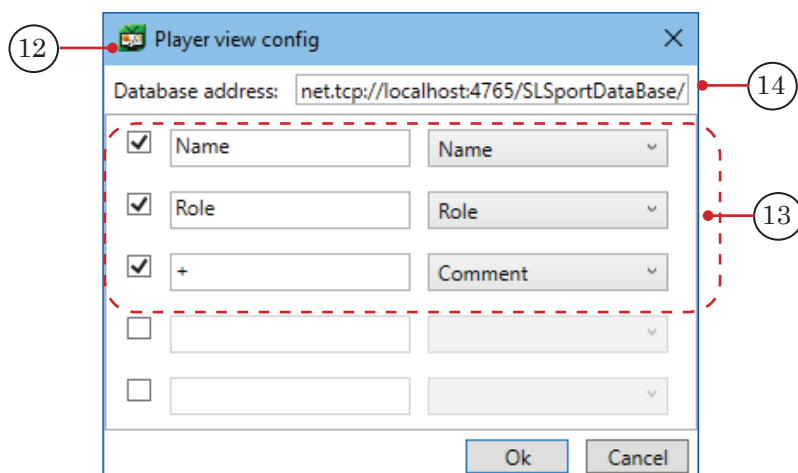 12
Player view config
Database address: net.tcp://localhost:4765/SLSportDataBase/
14
Name Name
Role Role
13
+ Comment
Ok Cancel